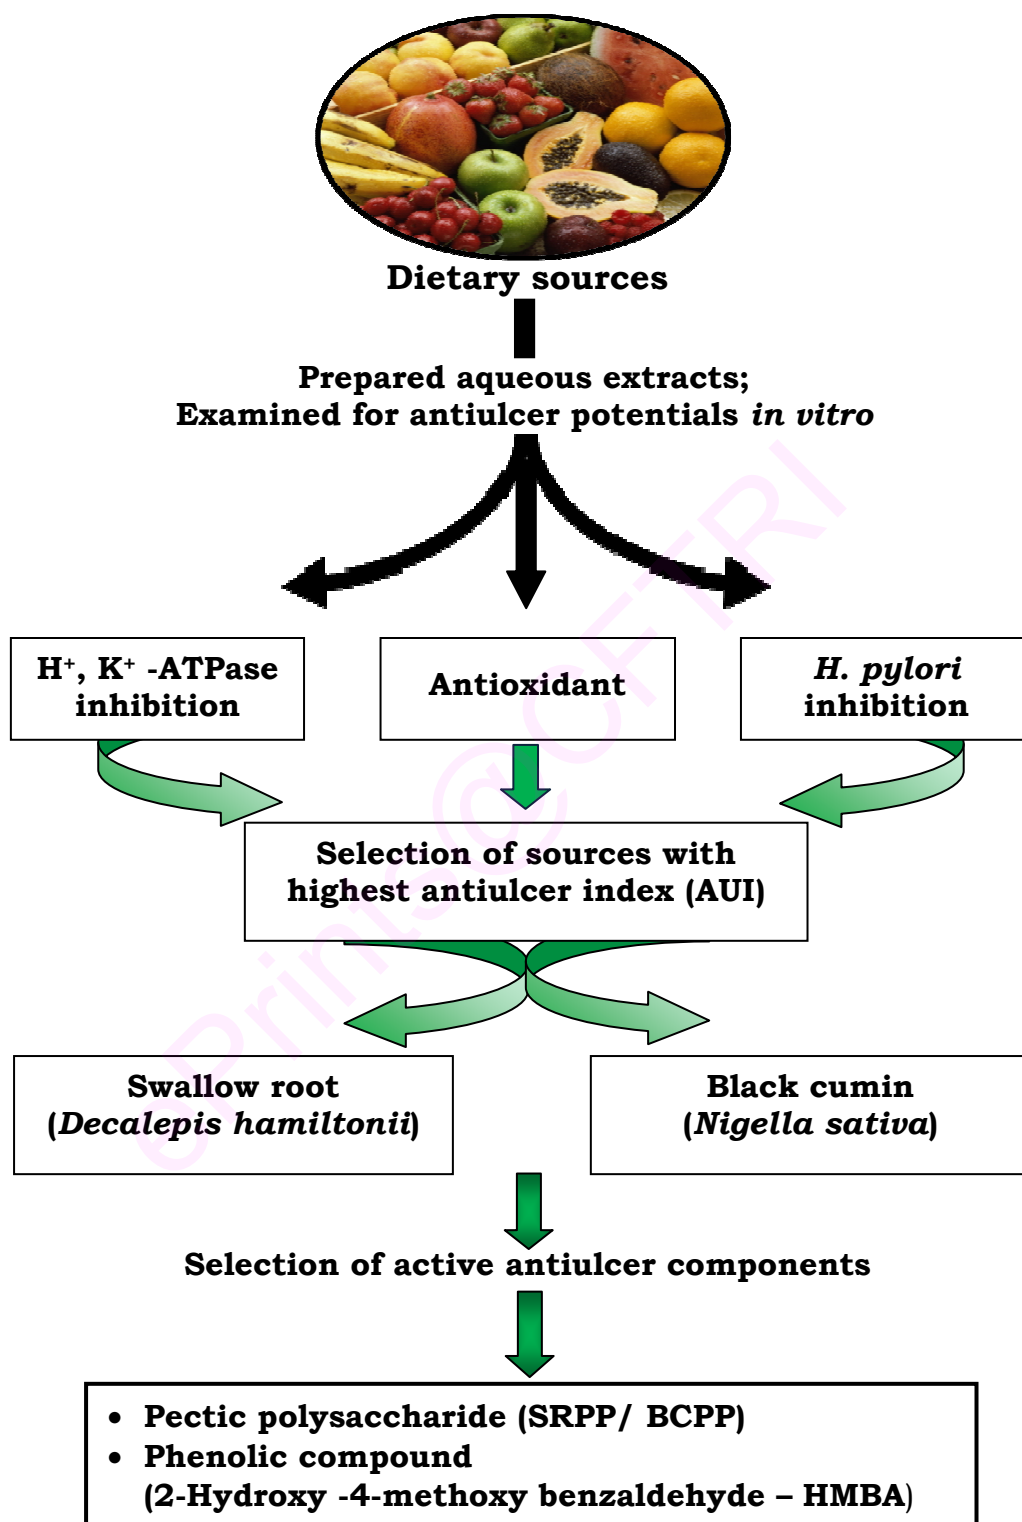 Dietary sources
Prepared aqueous extracts;
Examined for antiulcer potentials in vitro
H⁺, K⁺ -ATPase
inhibition
Antioxidant
H. pylori
inhibition
Selection of sources with
highest antiulcer index (AUI)
Swallow root
(Decalepis hamiltonii)
Black cumin
(Nigella sativa)
Selection of active antiulcer components
• Pectic polysaccharide (SRPP/ BCPP)
• Phenolic compound
(2-Hydroxy -4-methoxy benzaldehyde – HMBA)
ePrints@CFTRI